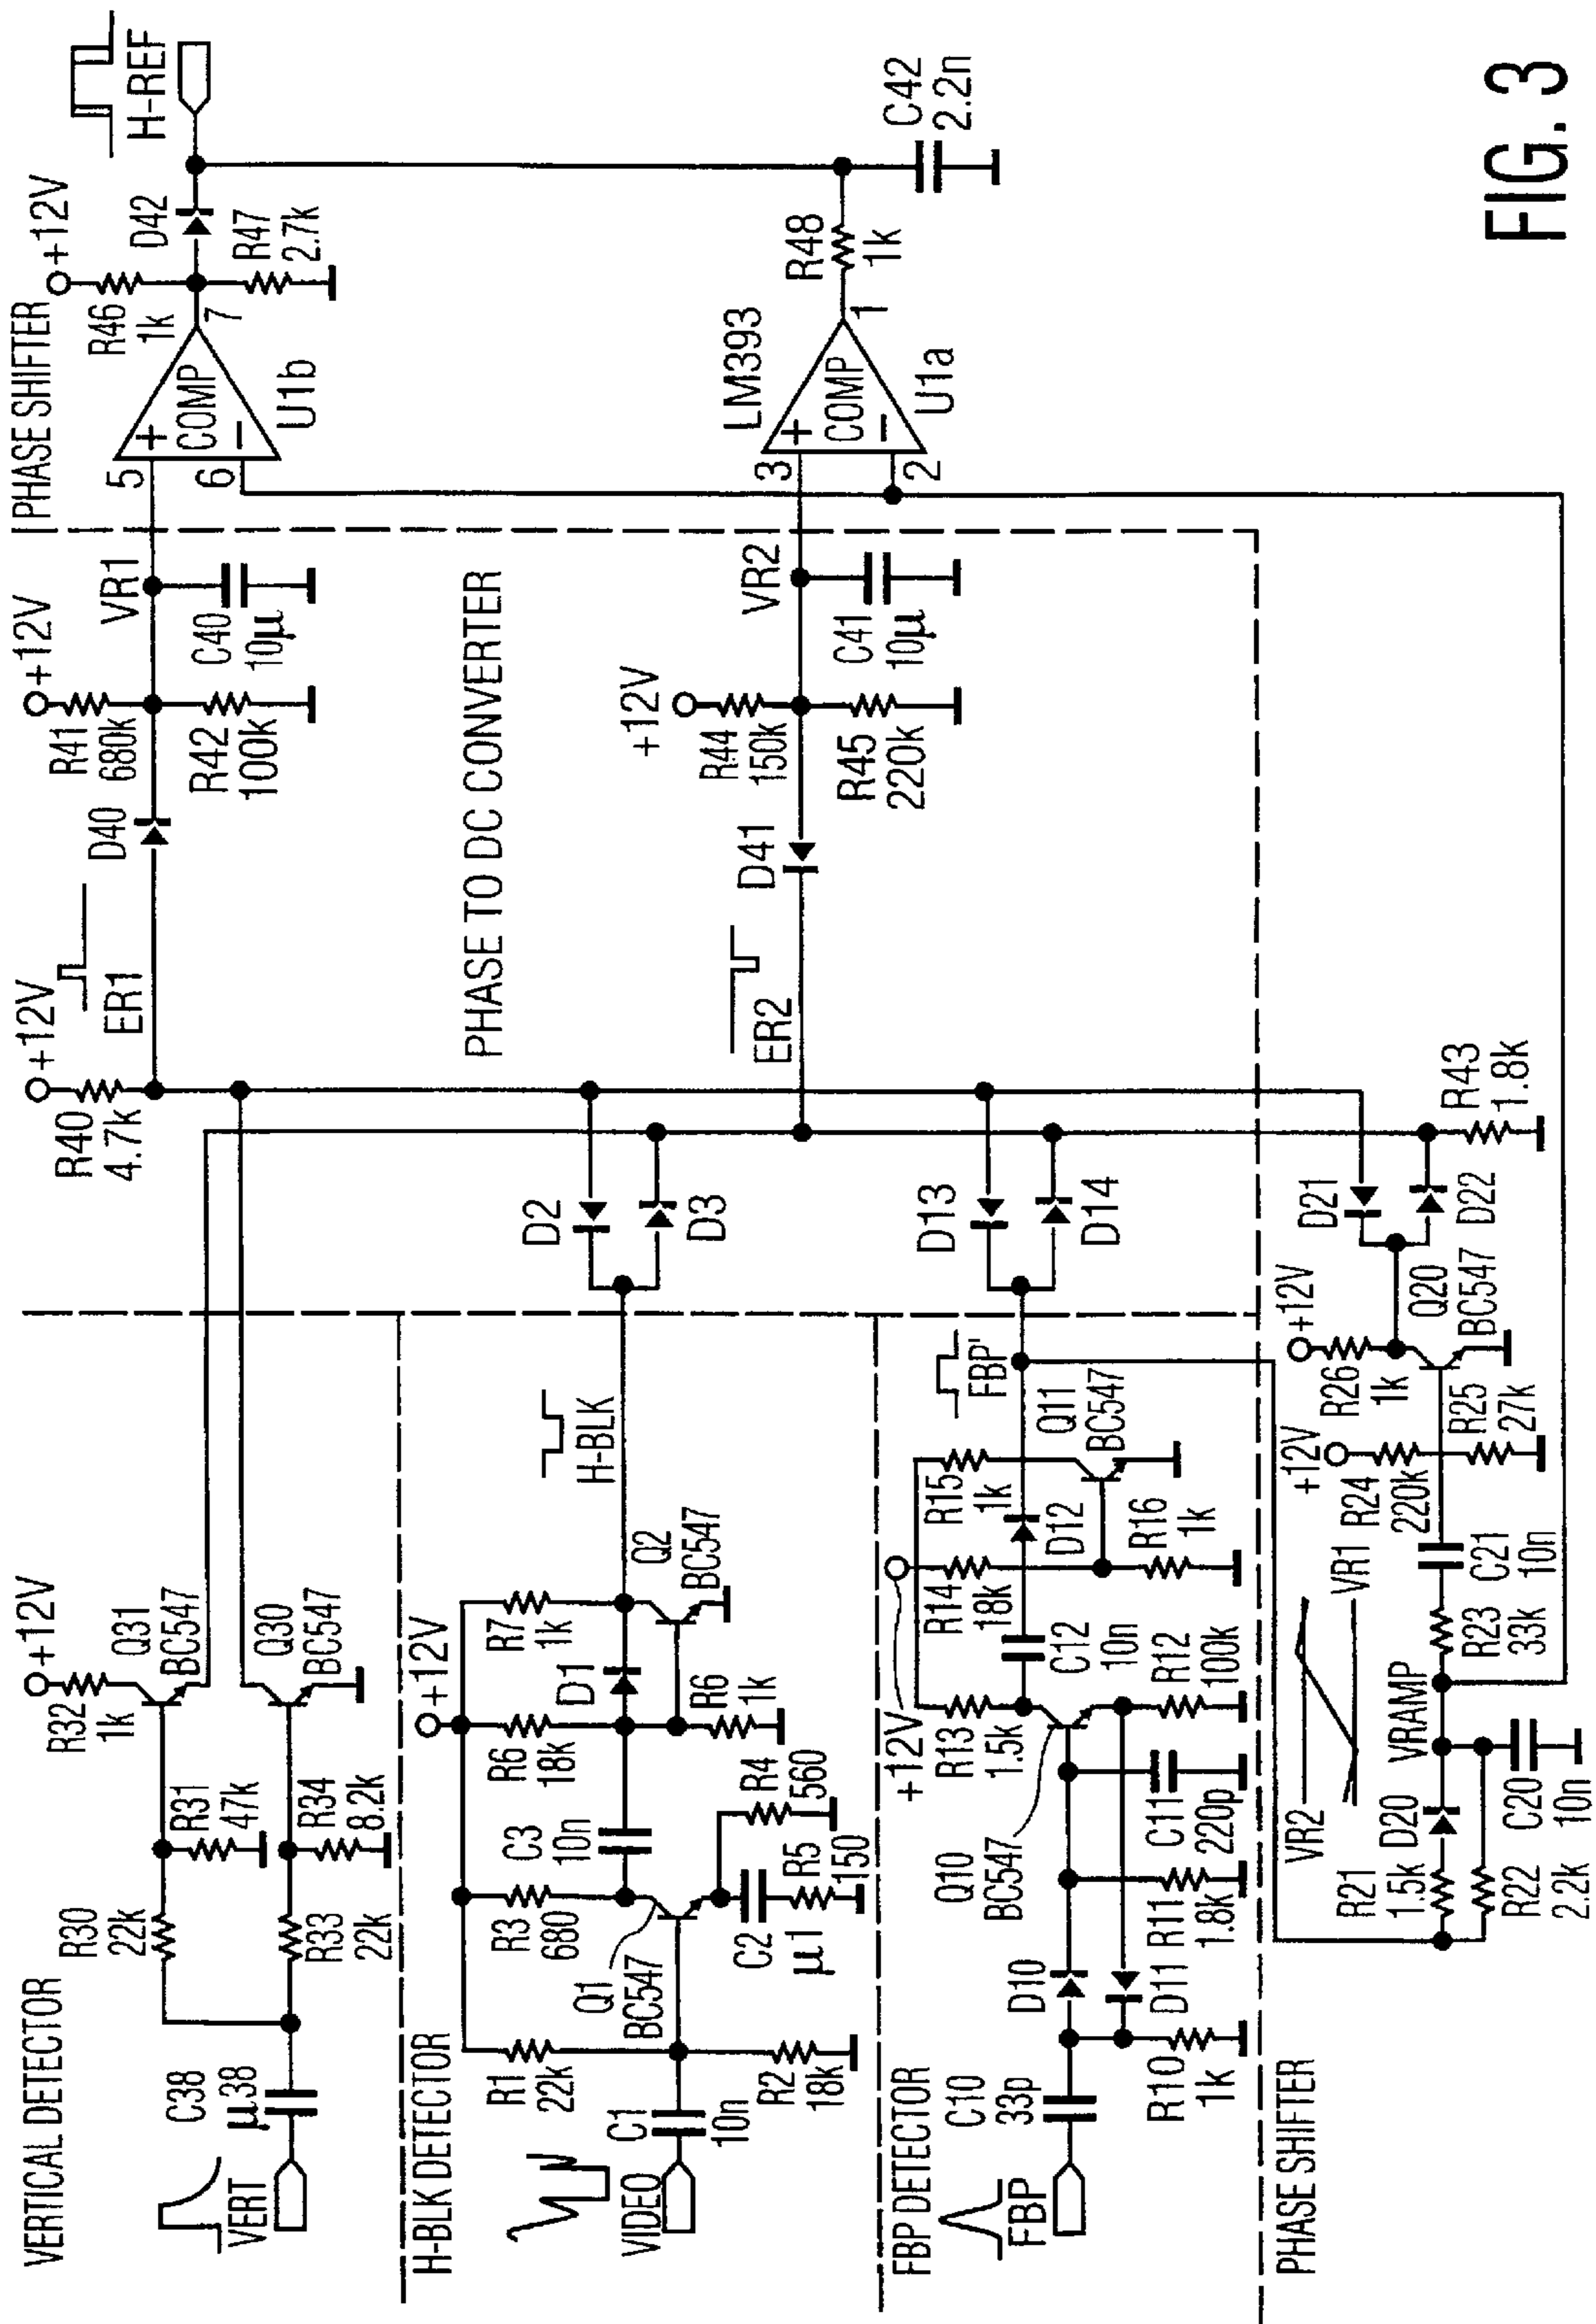 VERTICAL DETECTOR
VERT
C38
µ.38
R30
22k
R33
22k
R31
47k
R34
8.2k
+12V
R32
1k
Q31
BC547
Q30
BC547
H-BLK DETECTOR
VIDEO
C1
10n
R1
22k
R2
18k
Q1
BC547
R3
680
C2
µ1
R5
150
R4
560
C3
10n
R6
18k
+12V
D1
R6
1k
R7
1k
Q2
BC547
H-BLK
FBP DETECTOR
FBP
C10
33p
R10
1k
D10
D11
R11
1.8k
C11
220p
Q10
BC547
R13
1.5k
R12
100k
+12V
C12
10n
R14
18k
D12
R16
1k
R15
1k
Q11
BC547
FBP'
PHASE SHIFTER
R21
1.5k
R22
2.2k
D20
C20
10n
VRAMP
VR2
VR1
R23
33k
C21
10n
+12V
R24
220k
R25
27k
+12V
R26
1k
Q20
BC547
D21
D22
R43
1.8k
D2
D3
D13
D14
PHASE TO DC CONVERTER
+12V
R40
4.7k
ER1
D40
+12V
R41
680k
R42
100k
VR1
C40
10µ
ER2
D41
+12V
R44
150k
R45
220k
VR2
C41
10µ
PHASE SHIFTER
5
6
+
COMP
−
U1b
7
+12V
R46
1k
R47
2.7k
D42
H-REF
LM393
3
2
+
COMP
−
U1a
1
R48
1k
C42
2.2n
FIG. 3